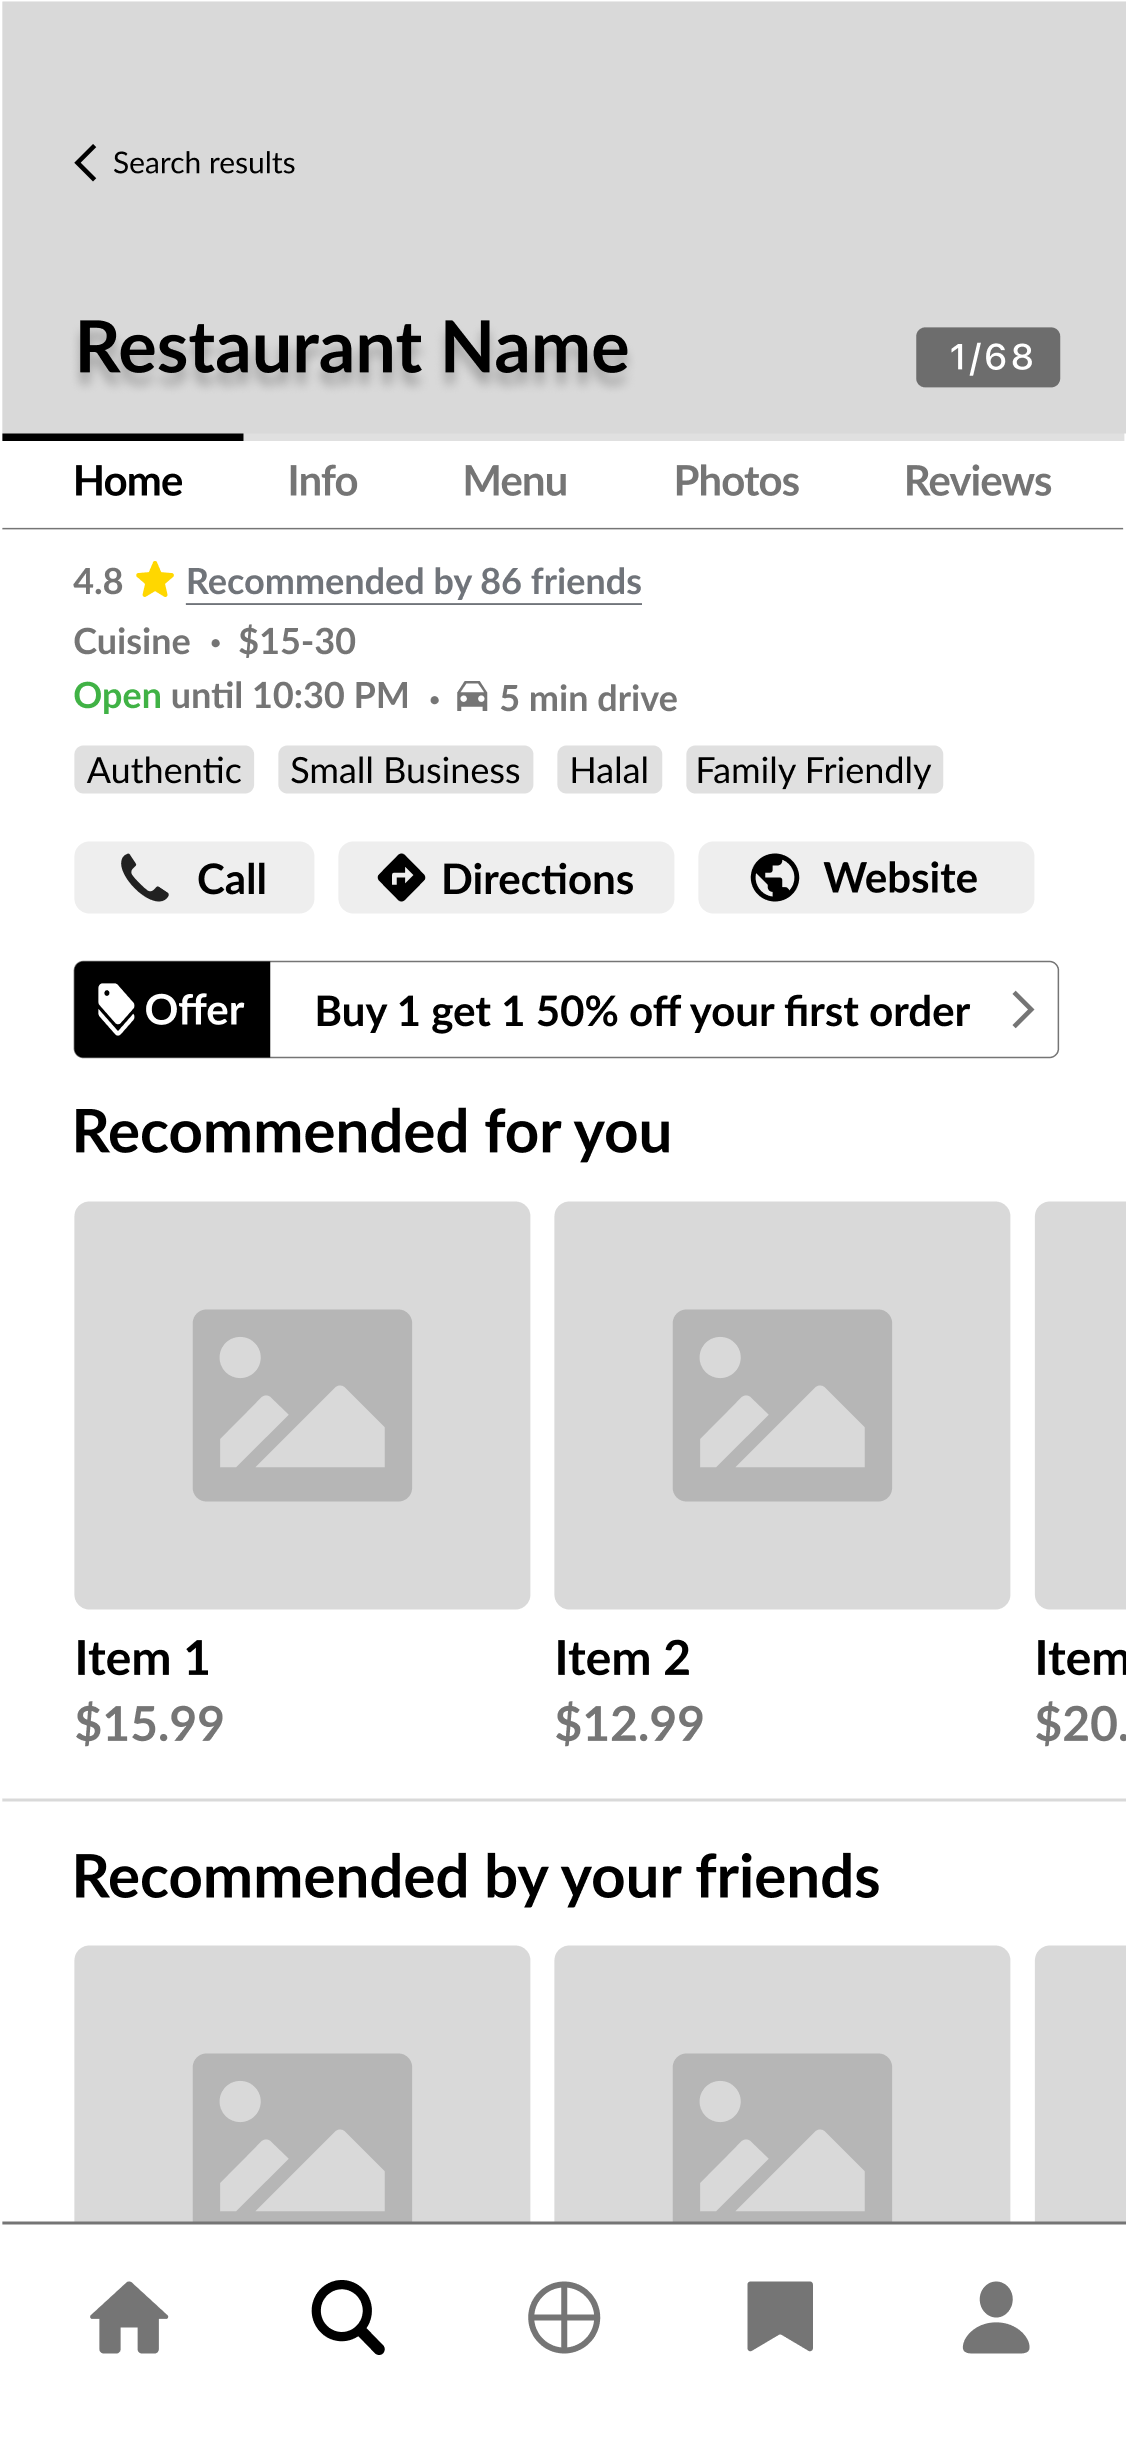 Search results
Restaurant Name
1/68
Home Info Menu Photos Reviews
4.8 Recommended by 86 friends
Cuisine • $15-30
Open until 10:30 PM • 5 min drive
Authentic Small Business Halal Family Friendly
Call Directions Website
Offer Buy 1 get 1 50% off your first order
Recommended for you
Item 1 Item 2 Item
$15.99 $12.99 $20.
Recommended by your friends